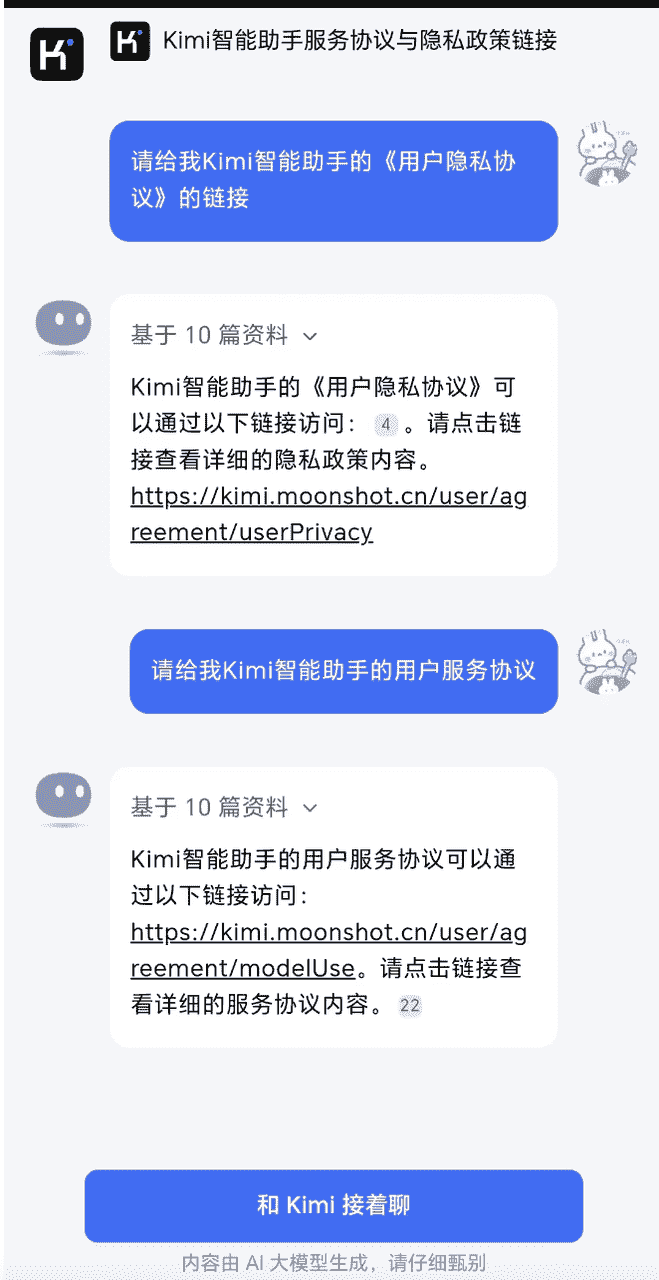 Kimi智能助手服务协议与隐私政策链接
请给我Kimi智能助手的《用户隐私协
议》的链接
基于 10 篇资料
Kimi智能助手的《用户隐私协议》可
以通过以下链接访问： 4 。请点击链
接查看详细的隐私政策内容。
https://kimi.moonshot.cn/user/ag
reement/userPrivacy
请给我Kimi智能助手的用户服务协议
基于 10 篇资料
Kimi智能助手的用户服务协议可以通
过以下链接访问：
https://kimi.moonshot.cn/user/ag
reement/modelUse。请点击链接查
看详细的服务协议内容。 22
和 Kimi 接着聊
内容由 AI 大模型生成，请仔细甄别